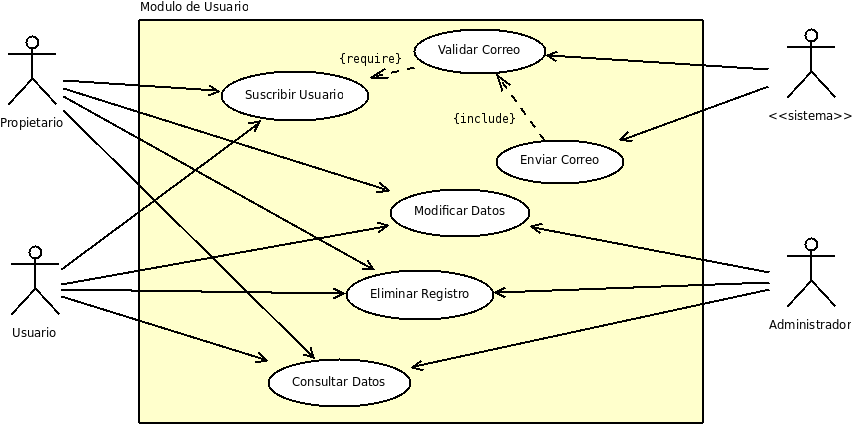 Modulo de Usuario
Validar Correo
{require}
Suscribir Usuario
Propietario
<<sistema>>
{include}
Enviar Correo
Modificar Datos
Eliminar Registro
Usuario
Administrador
Consultar Datos